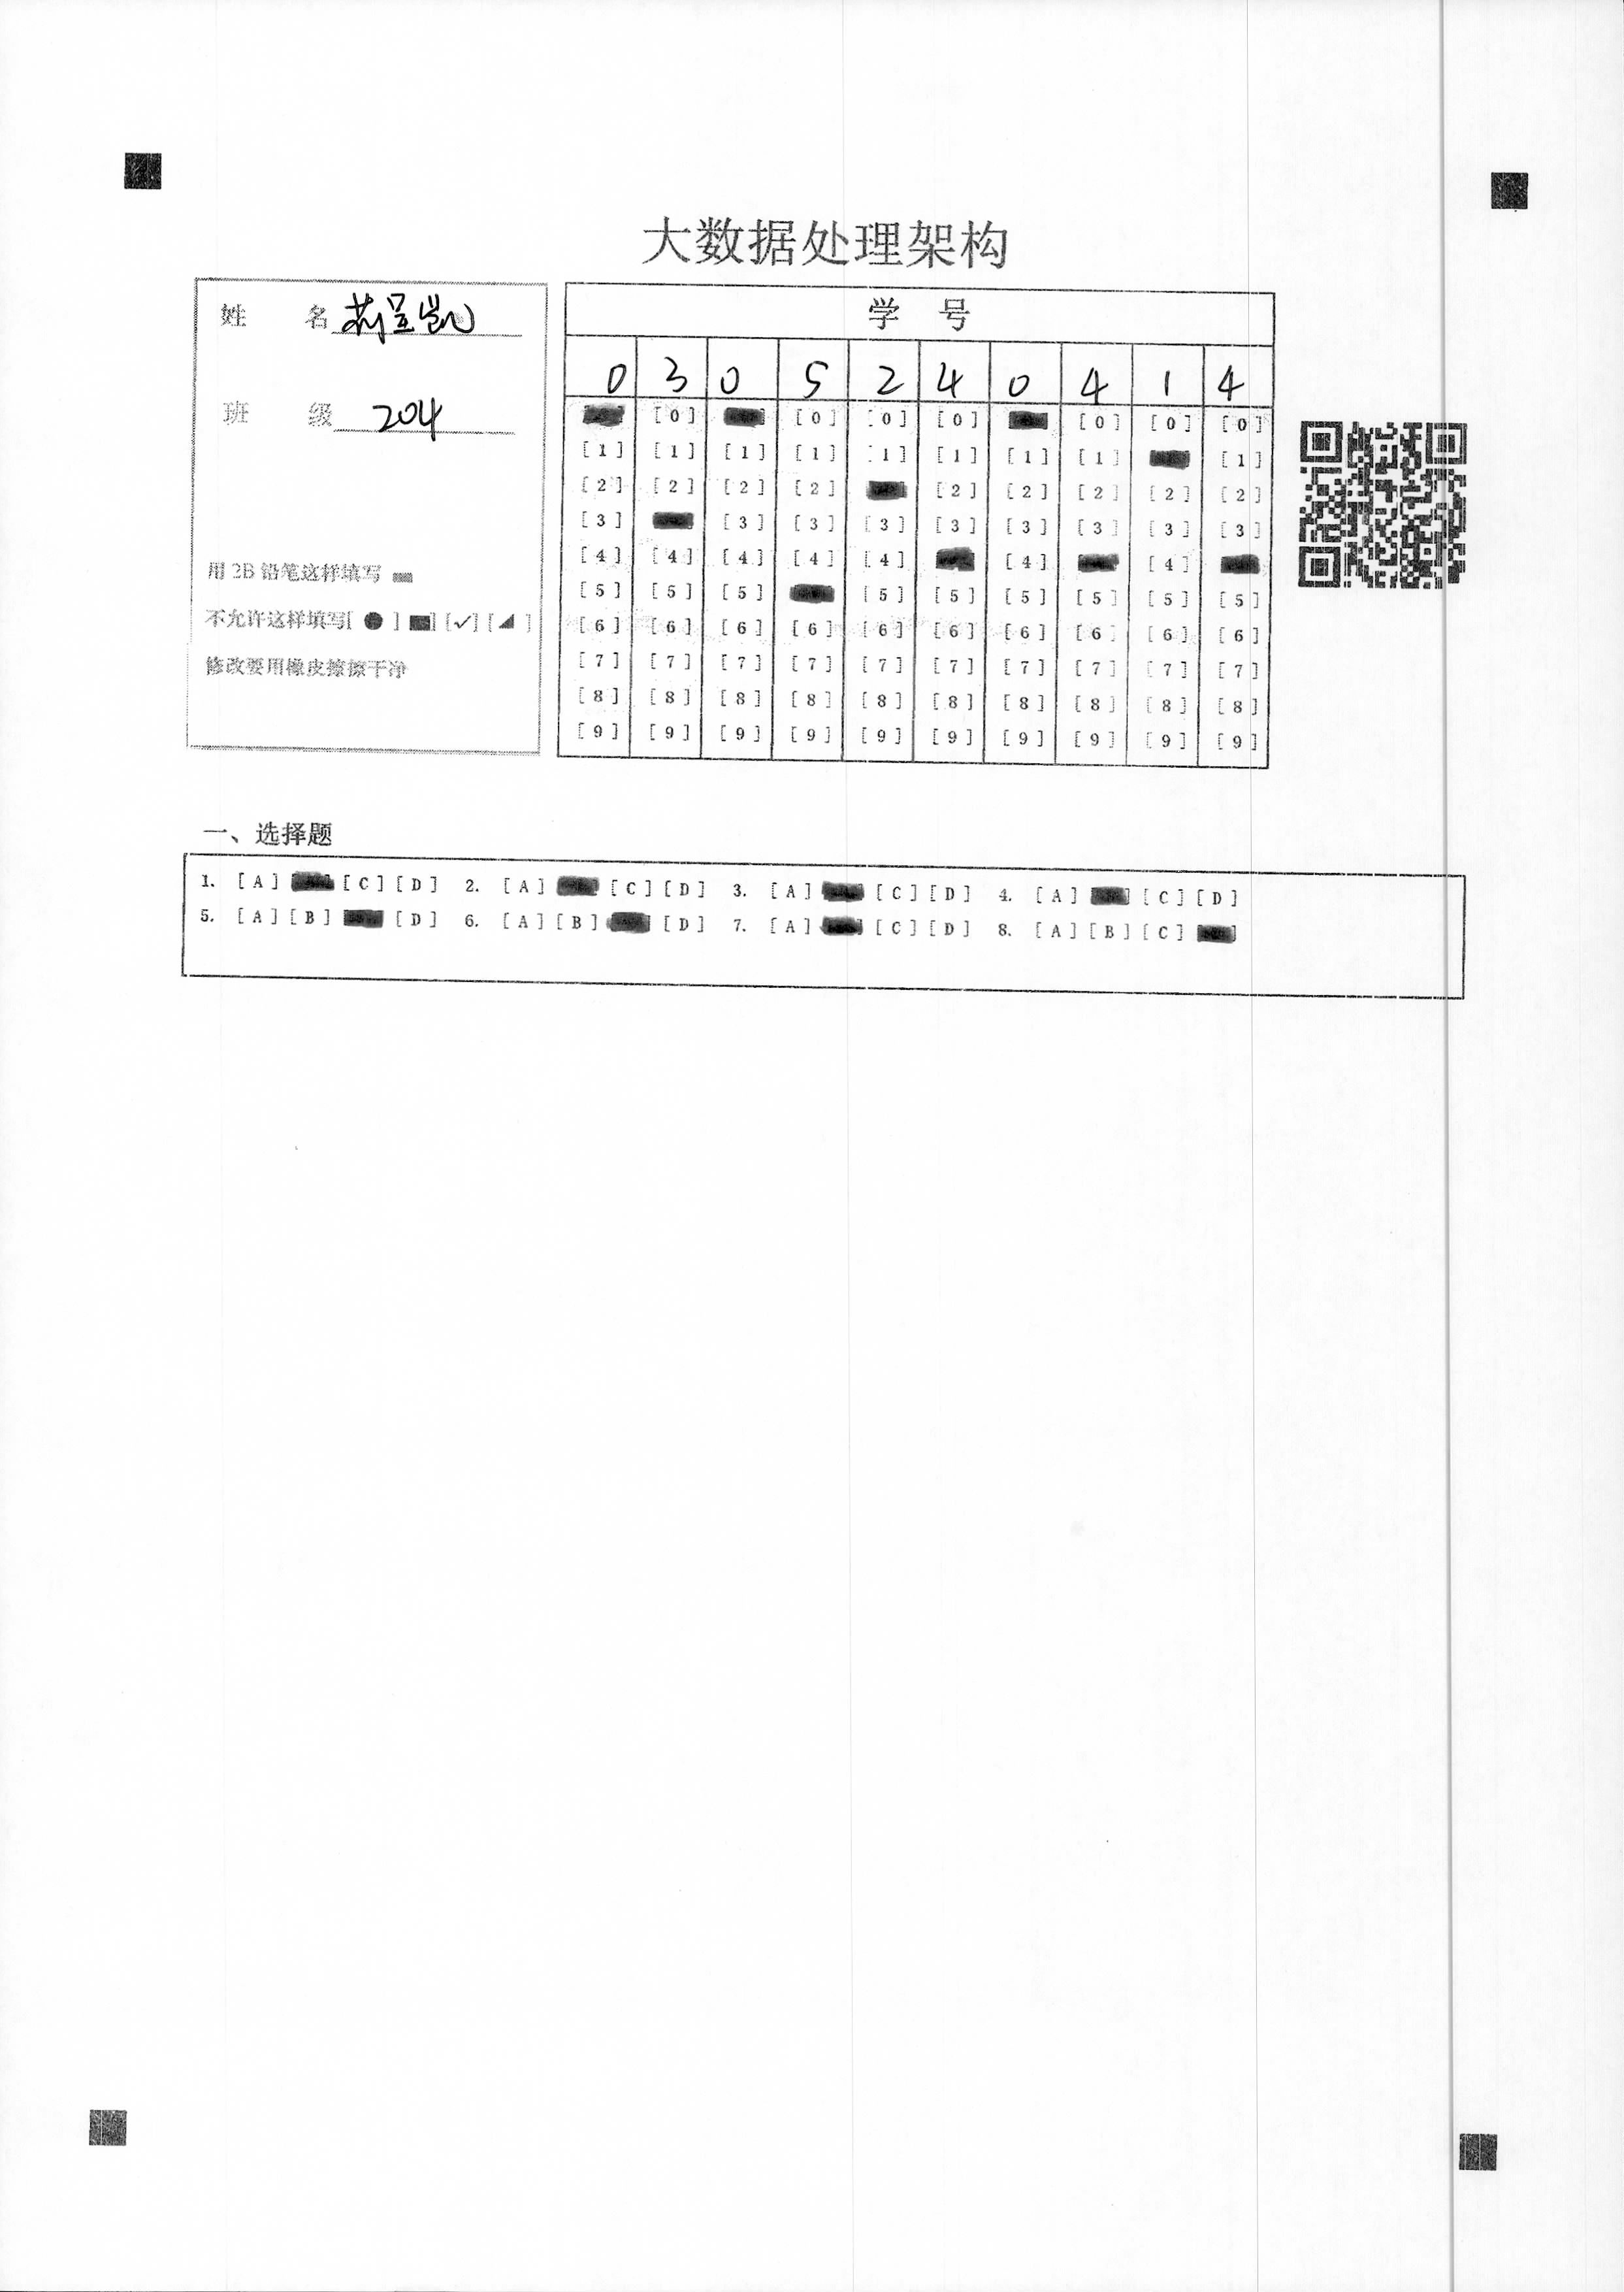 大数据处理架构
姓 名 呈凯
班 级 204
用 2B 铅笔这样填写
不允许这样填写[ ● ] [■] [✓] [◢ ]
修改要用橡皮擦擦干净
学 号
0 3 0 5 2 4 0 4 1 4
[0] [0] [0] [0] [0] [0] [0]
[1] [1] [1] [1] [1] [1] [1] [1] [1]
[2] [2] [2] [2] [2] [2] [2] [2] [2]
[3] [3] [3] [3] [3] [3] [3] [3] [3]
[4] [4] [4] [4] [4] [4] [4]
[5] [5] [5] [5] [5] [5] [5] [5] [5]
[6] [6] [6] [6] [6] [6] [6] [6] [6] [6]
[7] [7] [7] [7] [7] [7] [7] [7] [7] [7]
[8] [8] [8] [8] [8] [8] [8] [8] [8] [8]
[9] [9] [9] [9] [9] [9] [9] [9] [9] [9]
一、选择题
1. [A] [C] [D] 2. [A] [C] [D] 3. [A] [C] [D] 4. [A] [C] [D]
5. [A] [B] [D] 6. [A] [B] [D] 7. [A] [C] [D] 8. [A] [B] [C]